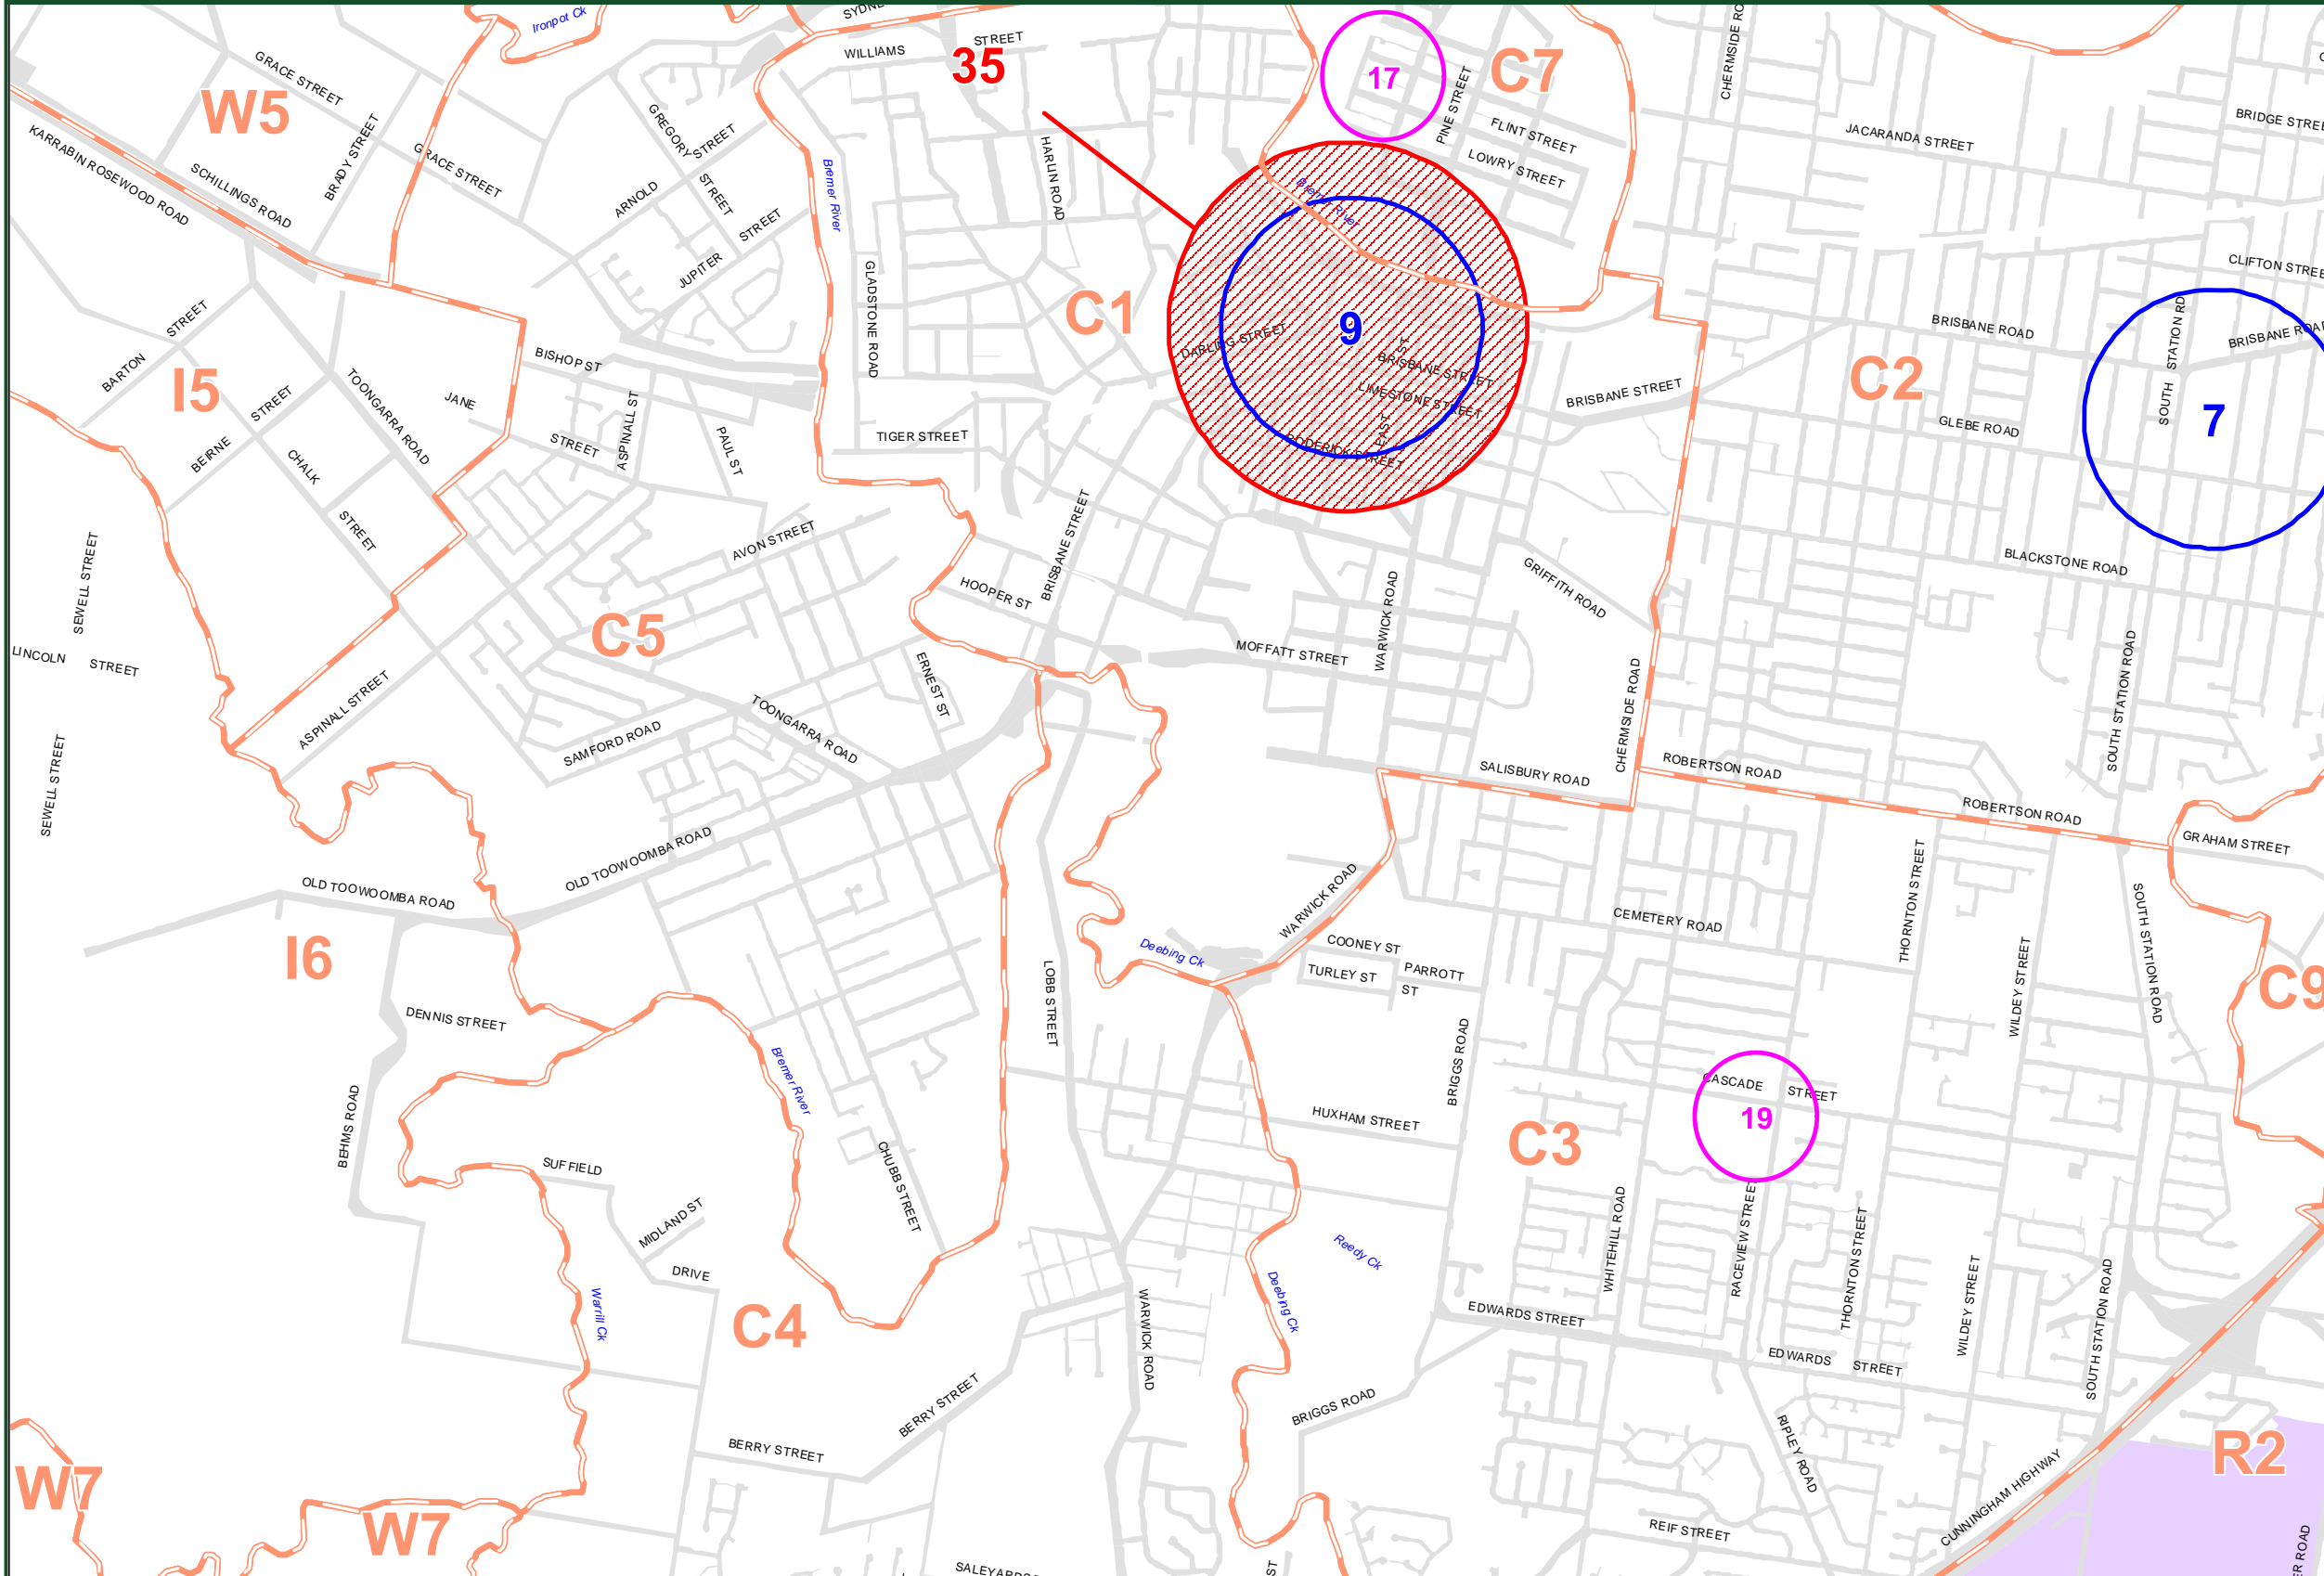 Ironpot Ck
WILLIAMS
STREET
35
17
C7
CHERMSIDE
GRACE STREET
W5
KARRABIN ROSEWOOD ROAD
SCHILLINGS ROAD
BRADY STREET
GRACE STREET
GREGORY
STREET
ARNOLD
STREET
STREET
JUPITER
Bremer River
HARLIN ROAD
PINE STREET
FLINT STREET
LOWRY STREET
JACARANDA STREET
Bremer River
GLADSTONE ROAD
C1
9
DARLING STREET
ST
BRISBANE STREET
LIMESTONE STREET
EAST
RODERICK STREET
BRISBANE STREET
BRISBANE ROAD
C2
GLEBE ROAD
SOUTH STATION RD
7
STREET
BARTON
I5
BISHOP ST
JANE
STREET
TOONGARRA ROAD
STREET
BEIRNE
CHALK
STREET
ASPINALL ST
PAUL ST
TIGER STREET
AVON STREET
BRISBANE STREET
HOOPER ST
GRIFFITH ROAD
BLACKSTONE ROAD
SEWELL STREET
LINCOLN STREET
SEWELL STREET
C5
ERNEST ST
WARWICK ROAD
MOFFATT STREET
CHERMSIDE ROAD
SOUTH STATION ROAD
ASPINALL STREET
SAMFORD ROAD
TOONGARRA ROAD
SALISBURY ROAD
ROBERTSON ROAD
ROBERTSON ROAD
GRAHAM STREET
OLD TOOWOOMBA ROAD
OLD TOOWOOMBA ROAD
I6
WARWICK ROAD
Deebing Ck
COONEY ST
TURLEY ST
PARROTT
ST
CEMETERY ROAD
THORNTON STREET
WILDEY STREET
SOUTH STATION ROAD
C9
DENNIS STREET
LOBB STREET
Bremer River
BEHMS ROAD
BRIGGS ROAD
HUXHAM STREET
C3
CASCADE STREET
19
SUFFIELD
MIDLAND ST
DRIVE
CHUBB STREET
Warrill Ck
C4
Reedy Ck
Deebing Ck
WHITEHILL ROAD
RACEVIEW STREET
THORNTON STREET
WILDEY STREET
SOUTH STATION ROAD
WARWICK ROAD
EDWARDS STREET
EDWARDS STREET
BERRY STREET
BERRY STREET
BRIGGS ROAD
RIPLEY ROAD
CUNNINGHAM HIGHWAY
R2
W7
W7
REIF STREET
ST